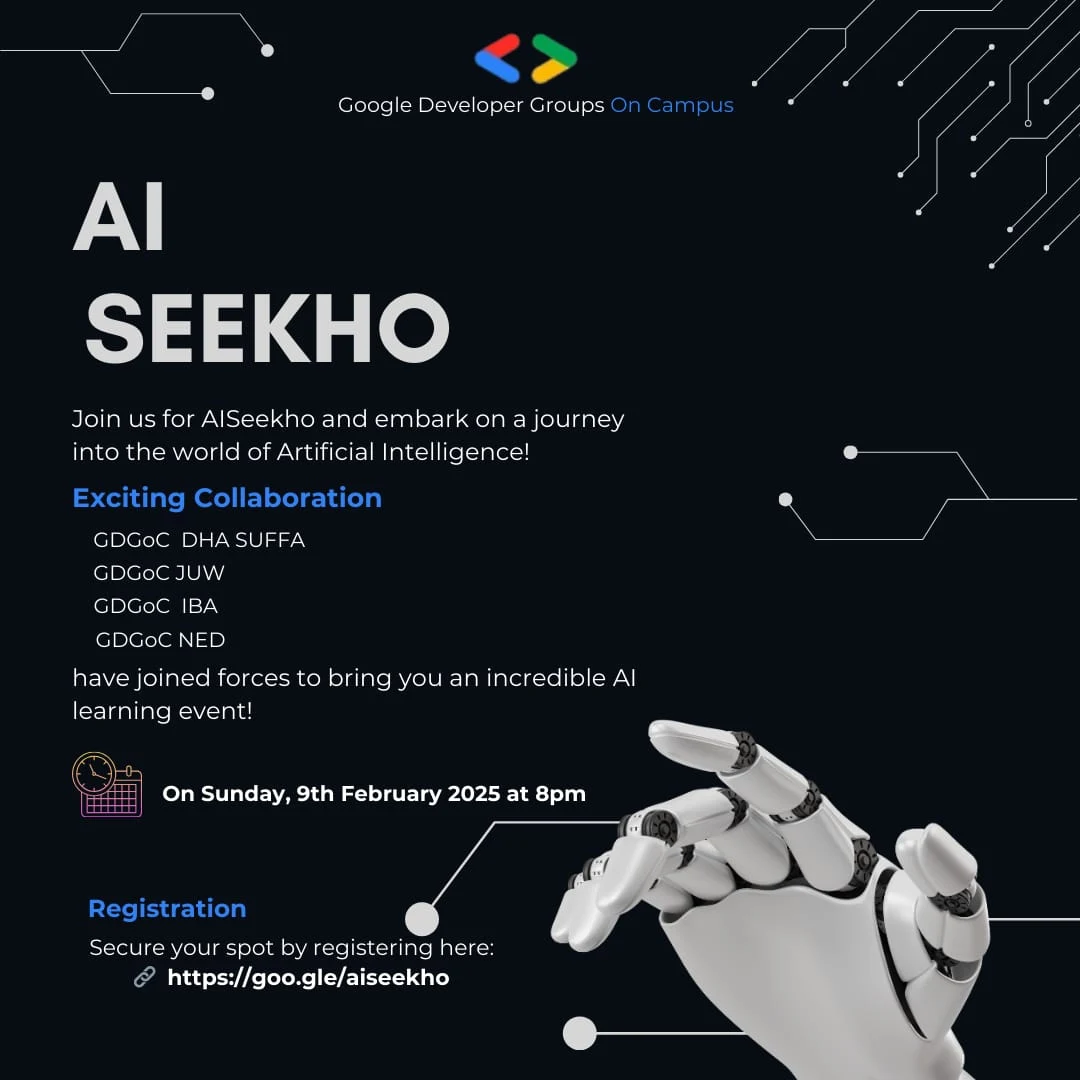 Google Developer Groups On Campus
AI
SEEKHO
Join us for AISeekho and embark on a journey
into the world of Artificial Intelligence!
Exciting Collaboration
GDGoC DHA SUFFA
GDGoC JUW
GDGoC IBA
GDGoC NED
have joined forces to bring you an incredible AI
learning event!
On Sunday, 9th February 2025 at 8pm
Registration
Secure your spot by registering here:
https://goo.gle/aiseekho